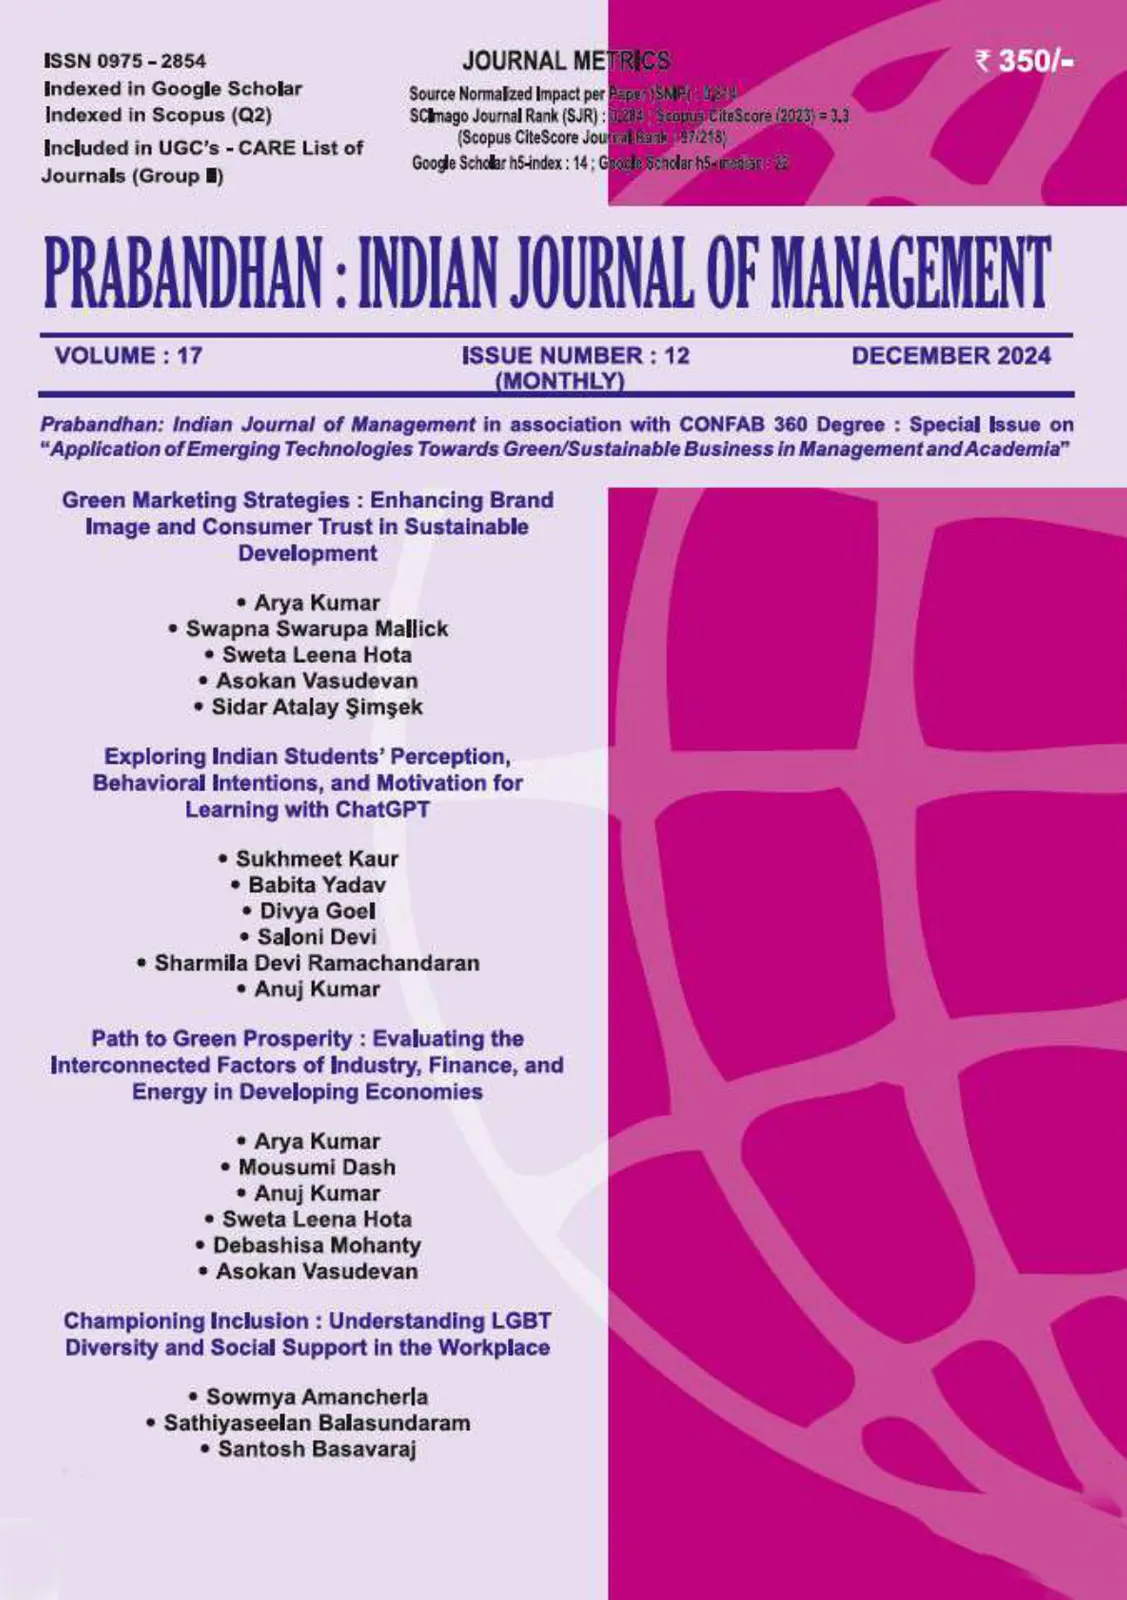 ISSN 0975 - 2854
Indexed in Google Scholar
Indexed in Scopus (Q2)
Included in UGC's - CARE List of
Journals (Group II)
JOURNAL METRICS
Source Normalized Impact per Paper (SNIP) :
SCImago Journal Rank (SJR) : 0.284 ; Scopus CiteScore (2023) = 3.3
(Scopus CiteScore Journal Rank : 97/218)
Google Scholar h5-index : 14 ; Google Scholar h5-median : 22
₹ 350/-
PRABANDHAN : INDIAN JOURNAL OF MANAGEMENT
VOLUME : 17 ISSUE NUMBER : 12 DECEMBER 2024
(MONTHLY)
Prabandhan: Indian Journal of Management in association with CONFAB 360 Degree : Special Issue on
“Application of Emerging Technologies Towards Green/Sustainable Business in Management and Academia”
Green Marketing Strategies : Enhancing Brand
Image and Consumer Trust in Sustainable
Development
• Arya Kumar
• Swapna Swarupa Mallick
• Sweta Leena Hota
• Asokan Vasudevan
• Sidar Atalay Şimşek
Exploring Indian Students’ Perception,
Behavioral Intentions, and Motivation for
Learning with ChatGPT
• Sukhmeet Kaur
• Babita Yadav
• Divya Goel
• Saloni Devi
• Sharmila Devi Ramachandaran
• Anuj Kumar
Path to Green Prosperity : Evaluating the
Interconnected Factors of Industry, Finance, and
Energy in Developing Economies
• Arya Kumar
• Mousumi Dash
• Anuj Kumar
• Sweta Leena Hota
• Debashisa Mohanty
• Asokan Vasudevan
Championing Inclusion : Understanding LGBT
Diversity and Social Support in the Workplace
• Sowmya Amancherla
• Sathiyaseelan Balasundaram
• Santosh Basavaraj